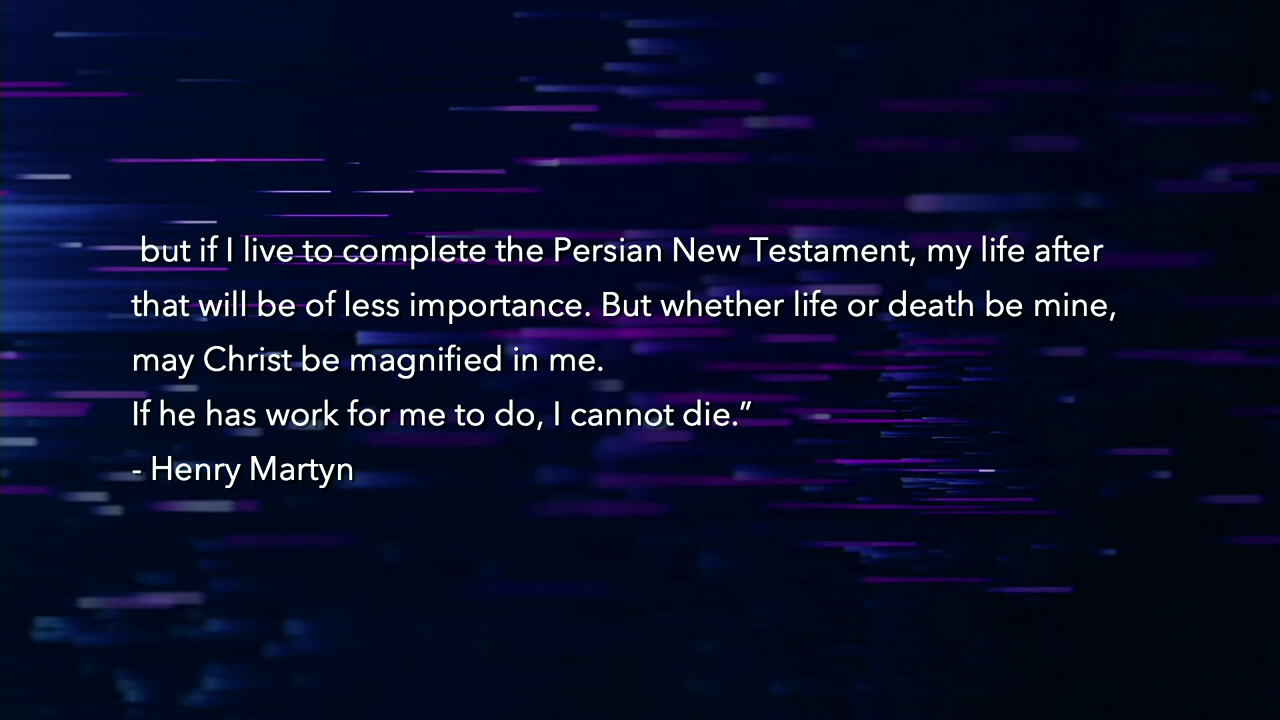 but if I live to complete the Persian New Testament, my life after
that will be of less importance. But whether life or death be mine,
may Christ be magnified in me.
If he has work for me to do, I cannot die.”
- Henry Martyn